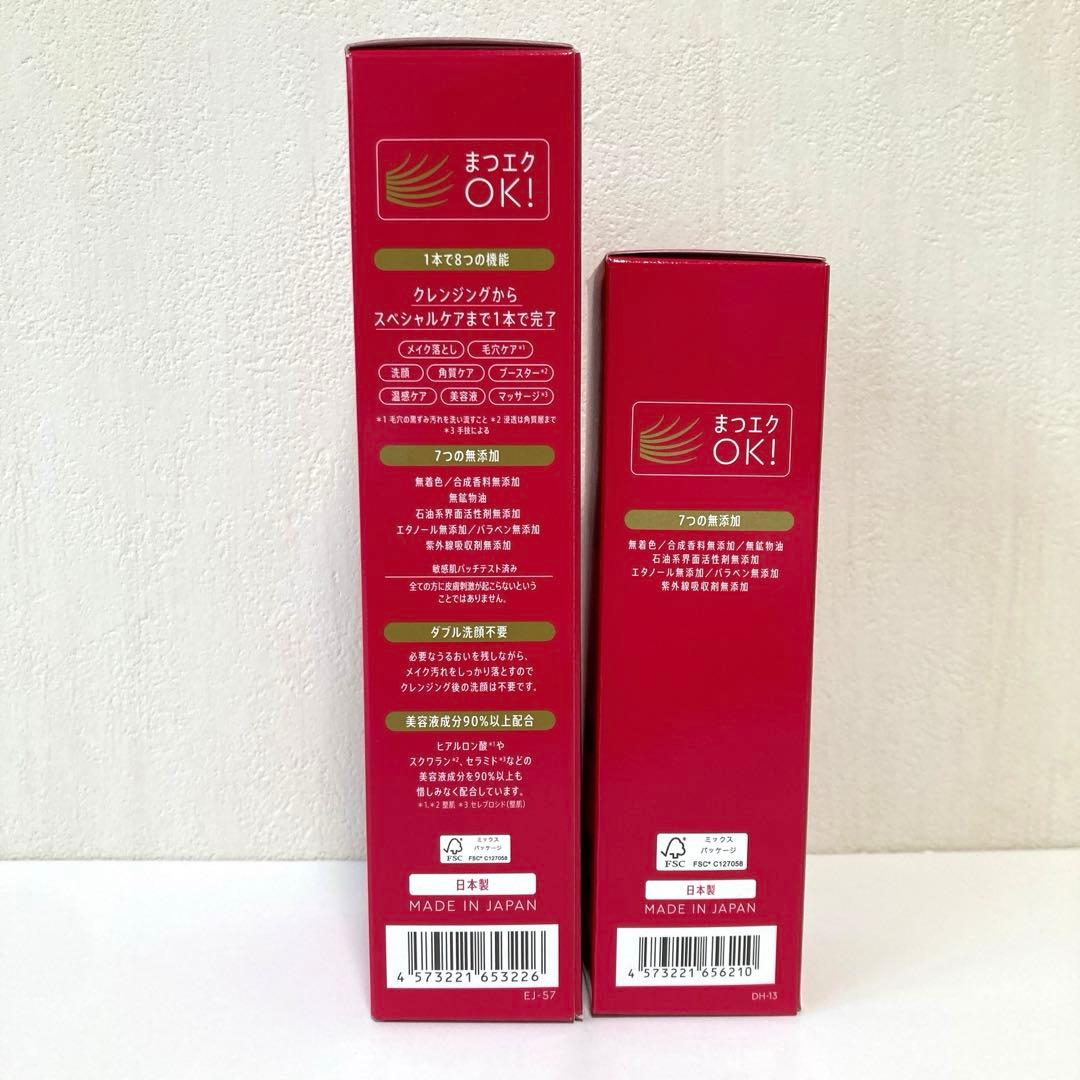 まつエク
OK!
1本で8つの機能
クレンジングから
スペシャルケアまで1本で完了
メイク落とし 毛穴ケア*1
洗顔 角質ケア ブースター*2
温感ケア 美容液 マッサージ*3
*1 毛穴の黒ずみ汚れを洗い流すこと *2 浸透は角質層まで
*3 手技による
7つの無添加
無着色/合成香料無添加
無鉱物油
石油系界面活性剤無添加
エタノール無添加/パラベン無添加
紫外線吸収剤無添加
敏感肌パッチテスト済み
全ての方に皮膚刺激が起こらないという
ことではありません。
ダブル洗顔不要
必要なうるおいを残しながら、
メイク汚れをしっかり落とすので
クレンジング後の洗顔は不要です。
美容液成分90%以上配合
ヒアルロン酸*1や
スクワラン*2、セラミド*3などの
美容液成分を90%以上も
惜しみなく配合しています。
*1,*2 整肌 *3 セレブロシド(整肌)
ミックス
パッケージ
FSC FSC® C127058
日本製
MADE IN JAPAN
4 573221 653226
EJ-57
まつエク
OK!
7つの無添加
無着色/合成香料無添加/無鉱物油
石油系界面活性剤無添加
エタノール無添加/パラベン無添加
紫外線吸収剤無添加
ミックス
パッケージ
FSC FSC® C127058
日本製
MADE IN JAPAN
4 573221 656210
DH-13